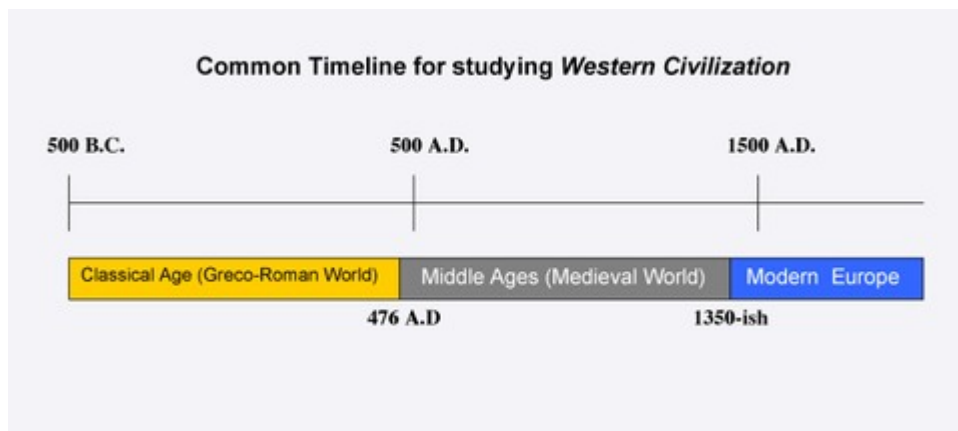 Common Timeline for studying Western Civilization
500 B.C. 500 A.D. 1500 A.D.
Classical Age (Greco-Roman World) Middle Ages (Medieval World) Modern Europe
476 A.D 1350-ish